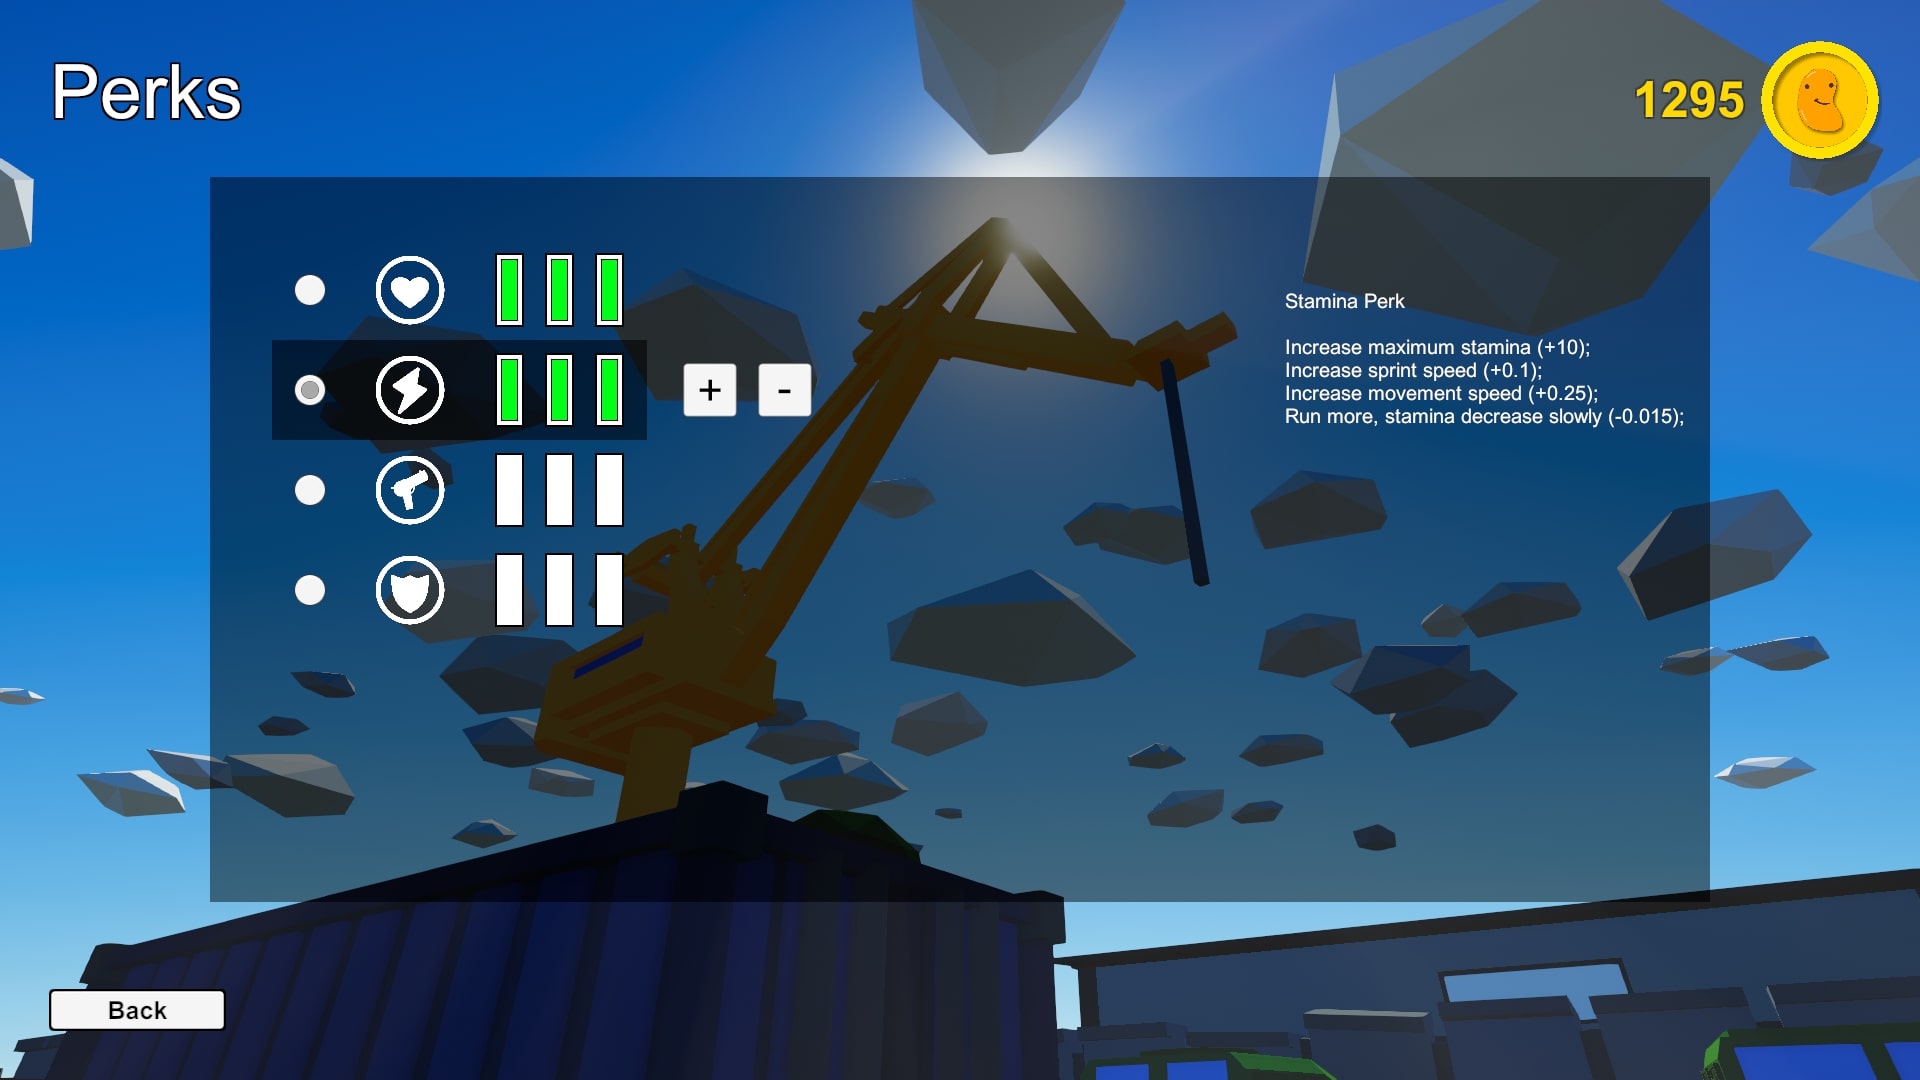 Perks
1295
Stamina Perk
Increase maximum stamina (+10);
Increase sprint speed (+0.1);
+ -
Increase movement speed (+0.25);
Run more, stamina decrease slowly (-0.015);
Back